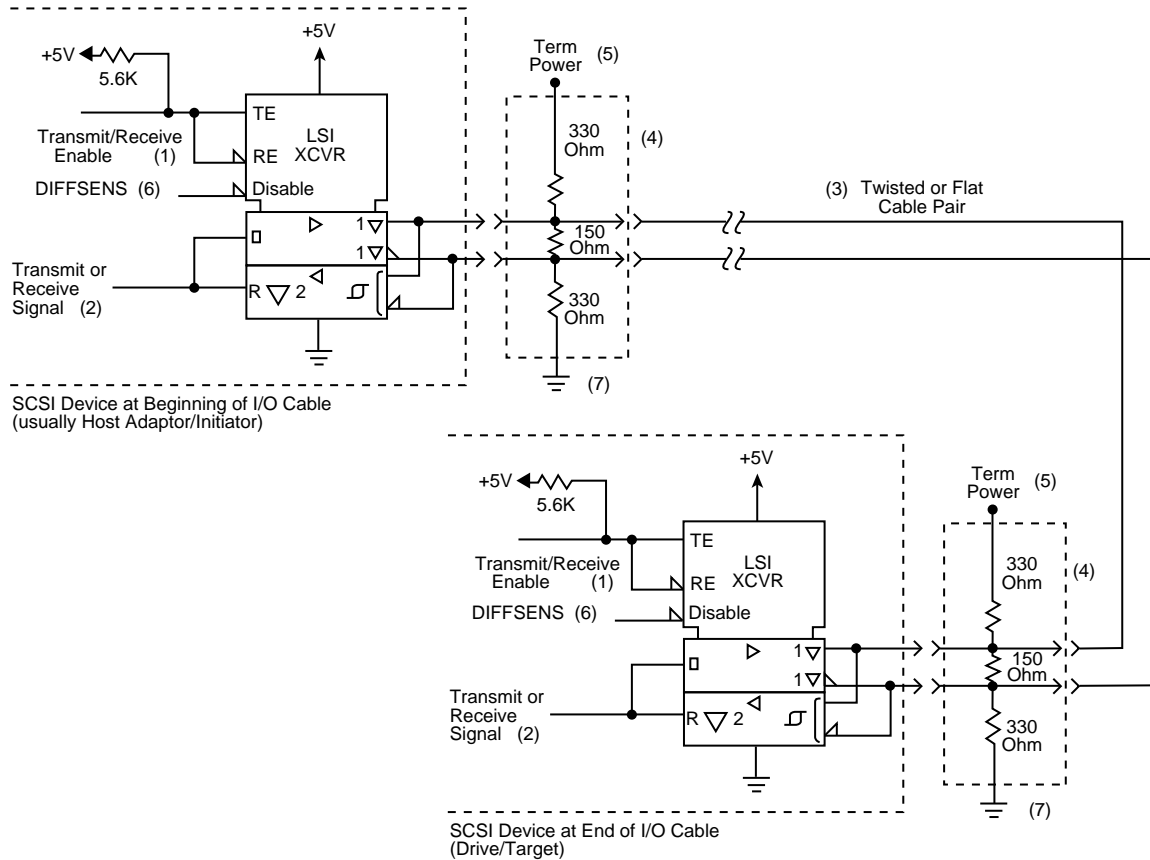 +5V
5.6K
+5V
TE
LSI
XCVR
Transmit/Receive
Enable (1)
RE
DIFFSENS (6)
Disable
1
1
Transmit or
Receive
Signal (2)
R 2
Term
Power (5)
330
Ohm
(4)
150
Ohm
330
Ohm
(7)
(3) Twisted or Flat
Cable Pair
SCSI Device at Beginning of I/O Cable
(usually Host Adaptor/Initiator)
+5V
5.6K
+5V
TE
LSI
XCVR
Transmit/Receive
Enable (1)
RE
DIFFSENS (6)
Disable
1
1
Transmit or
Receive
Signal (2)
R 2
Term
Power (5)
330
Ohm
(4)
150
Ohm
330
Ohm
(7)
SCSI Device at End of I/O Cable
(Drive/Target)